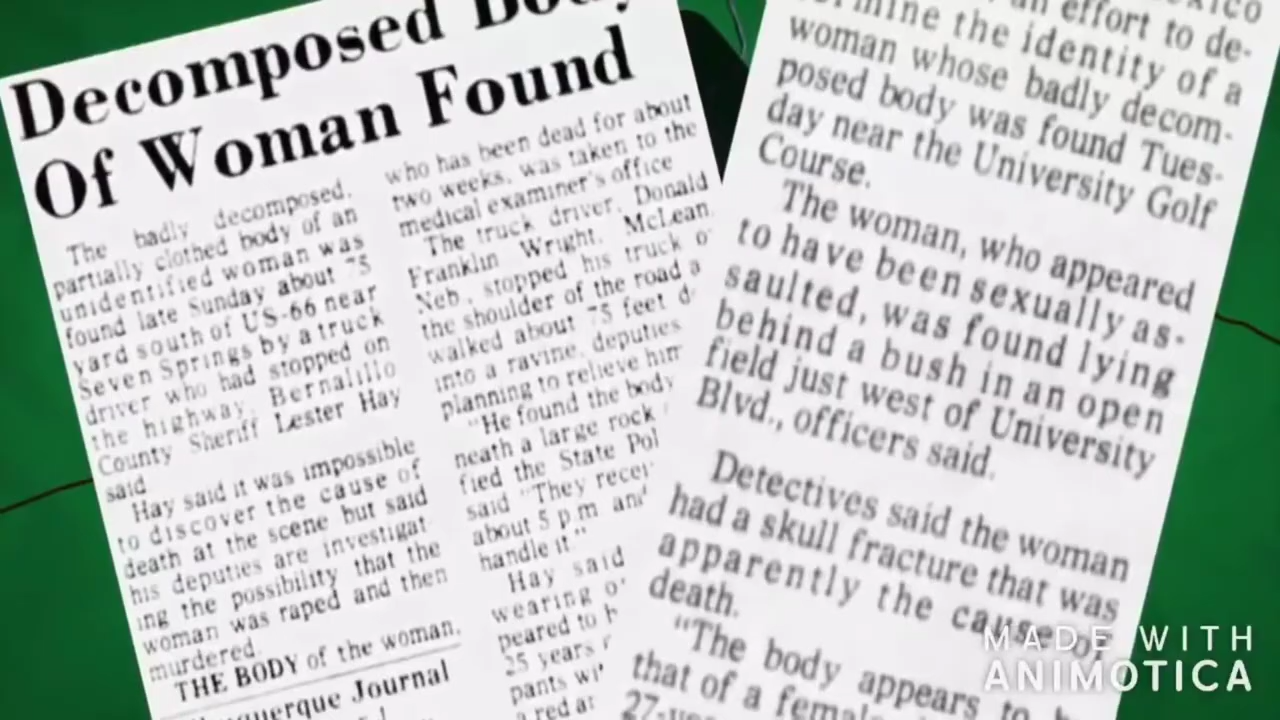 Decomposed Body
Of Woman Found
The badly decomposed,
partially clothed body of an
unidentified woman was
found late Sunday about 75
yard south of US-66 near
Seven Springs by a truck
driver who had stopped on
the highway, Bernalillo
County Sheriff Lester Hay
said
Hay said it was impossible
to discover the cause of
death at the scene but said
his deputies are investigat-
ing the possibility that the
woman was raped and then
murdered.
THE BODY of the woman,
who has been dead for about
two weeks, was taken to the
medical examiner's office
The truck driver, Donald
Franklin Wright, McLean,
Neb., stopped his truck o
the shoulder of the road a
walked about 75 feet d
into a ravine, deputies
planning to relieve him
"He found the body
neath a large rock
fied the State Pol
said "They recei
about 5 p.m and
handle it."
Hay said
wearing o
peared to b
25 years
pants wi
a red
Journal
an effort to de-
mine the identity of a
woman whose badly decom-
posed body was found Tues-
day near the University Golf
Course.
The woman, who appeared
to have been sexually as-
saulted, was found lying
behind a bush in an open
field just west of University
Blvd., officers said.
Detectives said the woman
had a skull fracture that was
apparently the cause of
death.
"The body appears to b
that of a femal
27-ye
MADE WITH
ANIMOTICA